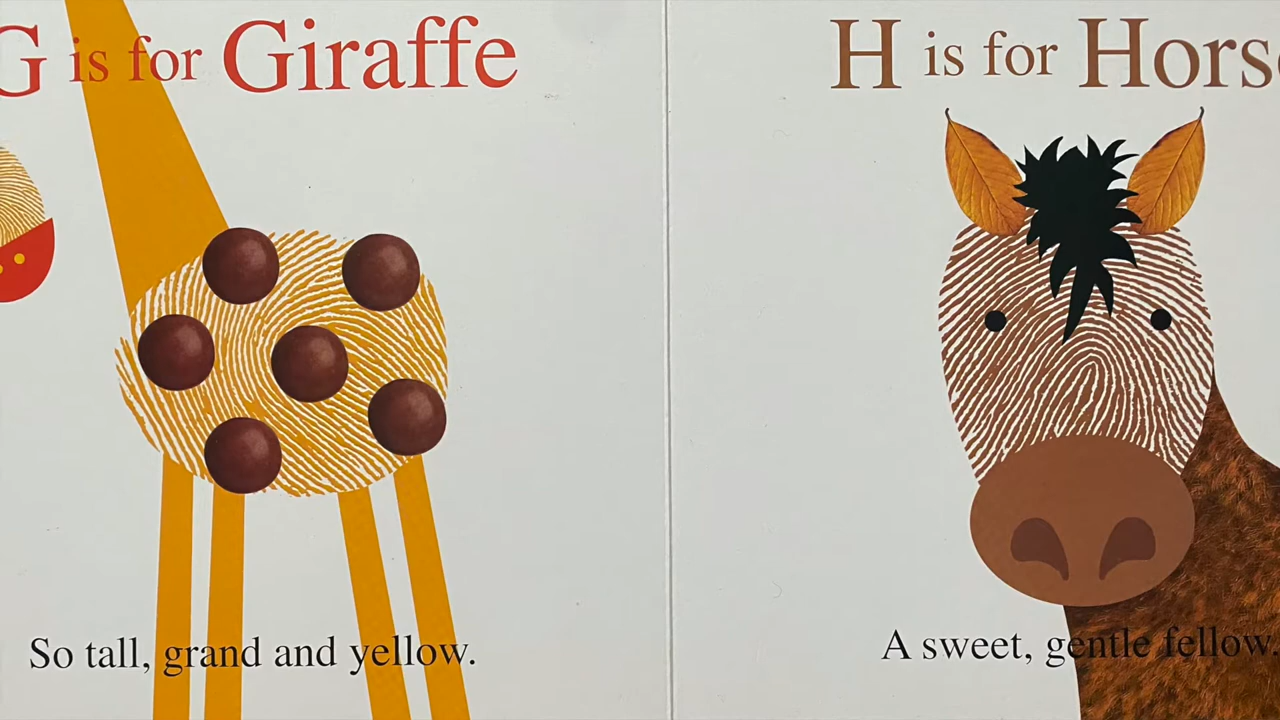 G is for Giraffe
So tall, grand and yellow.
H is for Hors
A sweet, gentle fellow.